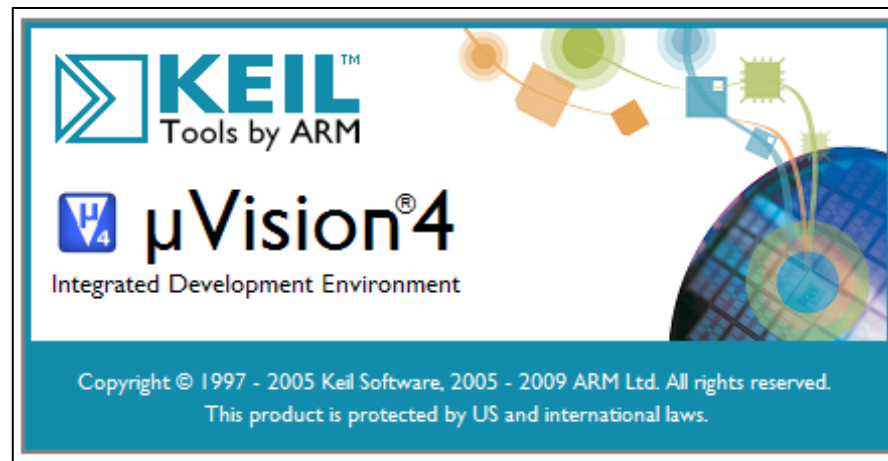 KEIL™
Tools by ARM
µ 4
µVision®4
Integrated Development Environment
Copyright © 1997 - 2005 Keil Software, 2005 - 2009 ARM Ltd. All rights reserved.
This product is protected by US and international laws.